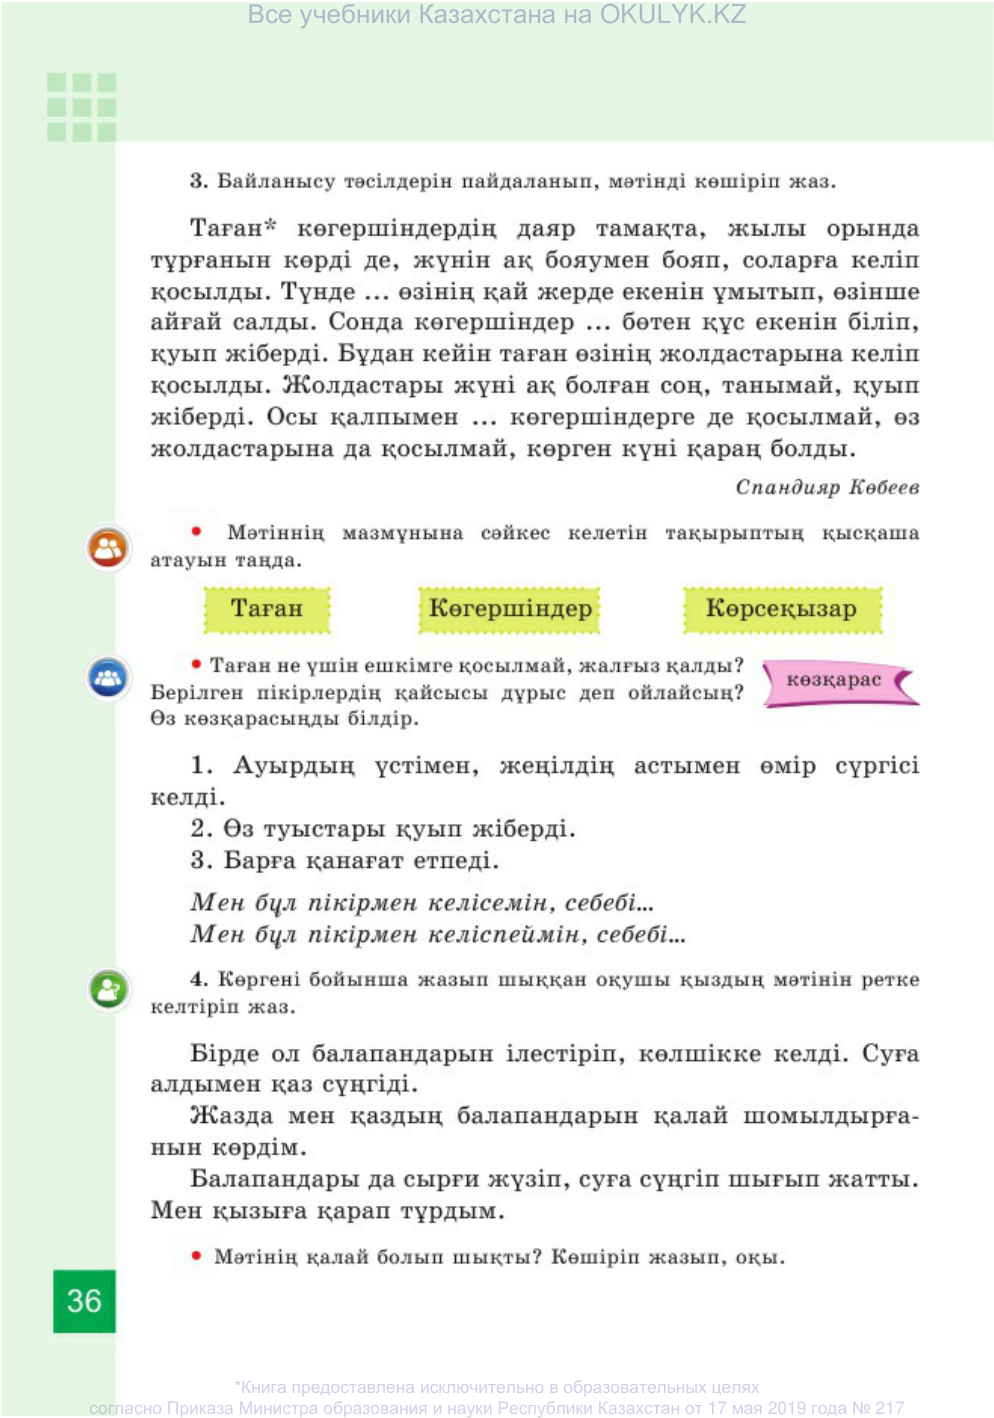 Все учебники Казахстана на OKULYK.KZ
3. Байланысу тәсілдерін пайдаланып, мәтінді көшіріп жаз.
Таған* көгершіндердің даяр тамақта, жылы орында
тұрғанын көрді де, жүнін ақ бояумен бояп, соларға келіп
қосылды. Түнде ... өзінің қай жерде екенін ұмытып, өзінше
айғай салды. Сонда көгершіндер ... бөтен құс екенін біліп,
қуып жіберді. Бұдан кейін таған өзінің жолдастарына келіп
қосылды. Жолдастары жүні ақ болған соң, танымай, қуып
жіберді. Осы қалпымен ... көгершіндерге де қосылмай, өз
жолдастарына да қосылмай, көрген күні қараң болды.
Спандияр Көбеев
• Мәтіннің мазмұнына сәйкес келетін тақырыптың қысқаша
атауын таңда.
Таған Көгершіндер Көрсеқызар
• Таған не үшін ешкімге қосылмай, жалғыз қалды?
Берілген пікірлердің қайсысы дұрыс деп ойлайсың?
Өз көзқарасыңды білдір.
көзқарас
1. Ауырдың үстімен, жеңілдің астымен өмір сүргісі
келді.
2. Өз туыстары қуып жіберді.
3. Барға қанағат етпеді.
Мен бұл пікірмен келісемін, себебі...
Мен бұл пікірмен келіспеймін, себебі...
4. Көргені бойынша жазып шыққан оқушы қыздың мәтінін ретке
келтіріп жаз.
Бірде ол балапандарын ілестіріп, көлшікке келді. Суға
алдымен қаз сүңгіді.
Жазда мен қаздың балапандарын қалай шомылдырға-
нын көрдім.
Балапандары да сырғи жүзіп, суға сүңгіп шығып жатты.
Мен қызыға қарап тұрдым.
• Мәтінің қалай болып шықты? Көшіріп жазып, оқы.
36
*Книга предоставлена исключительно в образовательных целях
согласно Приказа Министра образования и науки Республики Казахстан от 17 мая 2019 года № 217